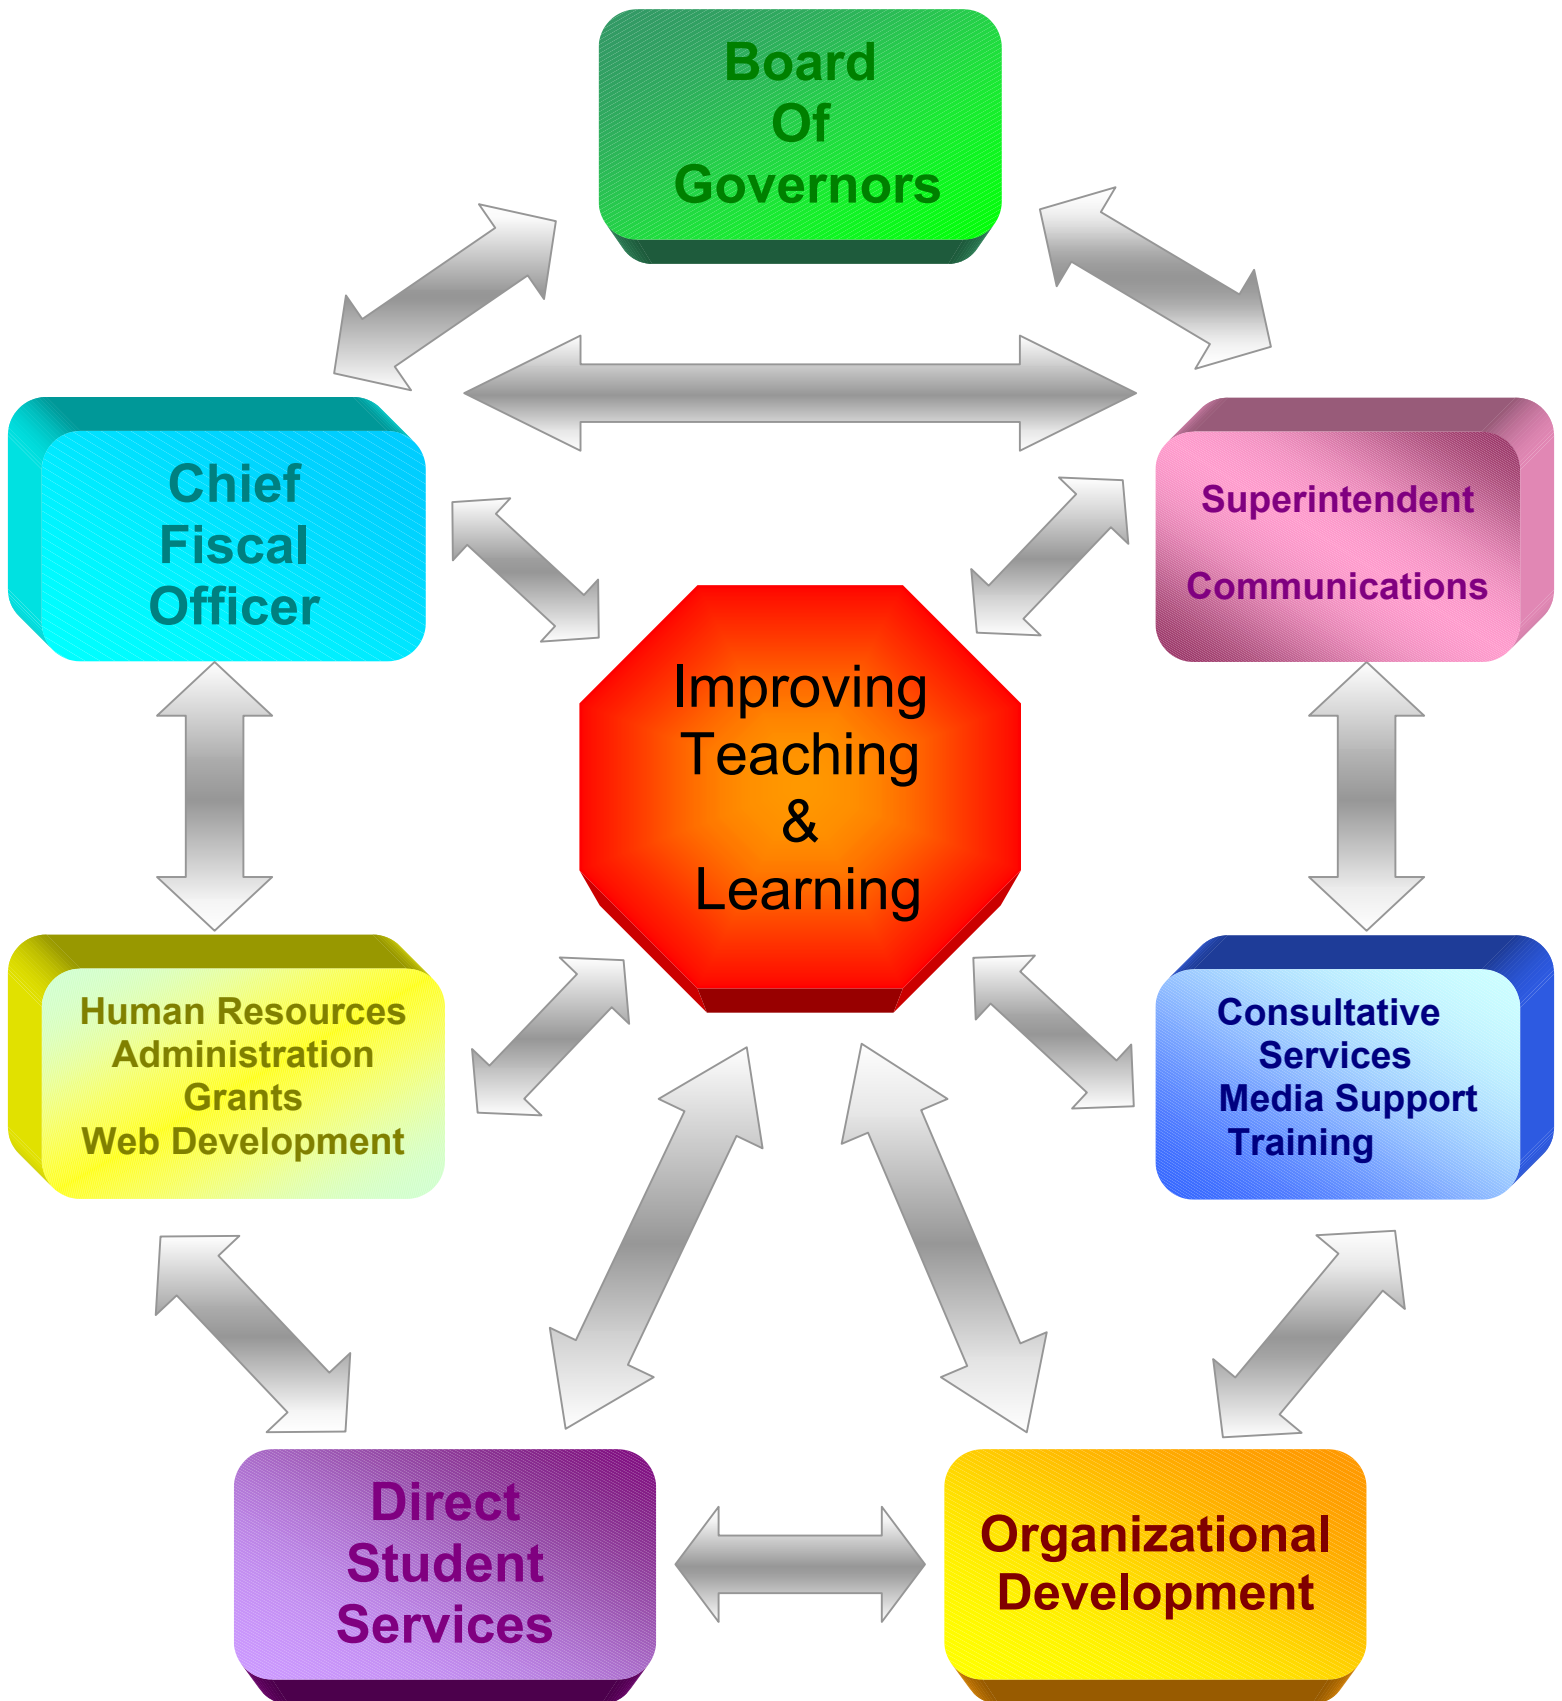 Board
Of
Governors
Chief
Fiscal
Officer
Superintendent
Communications
Improving
Teaching
&
Learning
Human Resources
Administration
Grants
Web Development
Consultative
Services
Media Support
Training
Direct
Student
Services
Organizational
Development